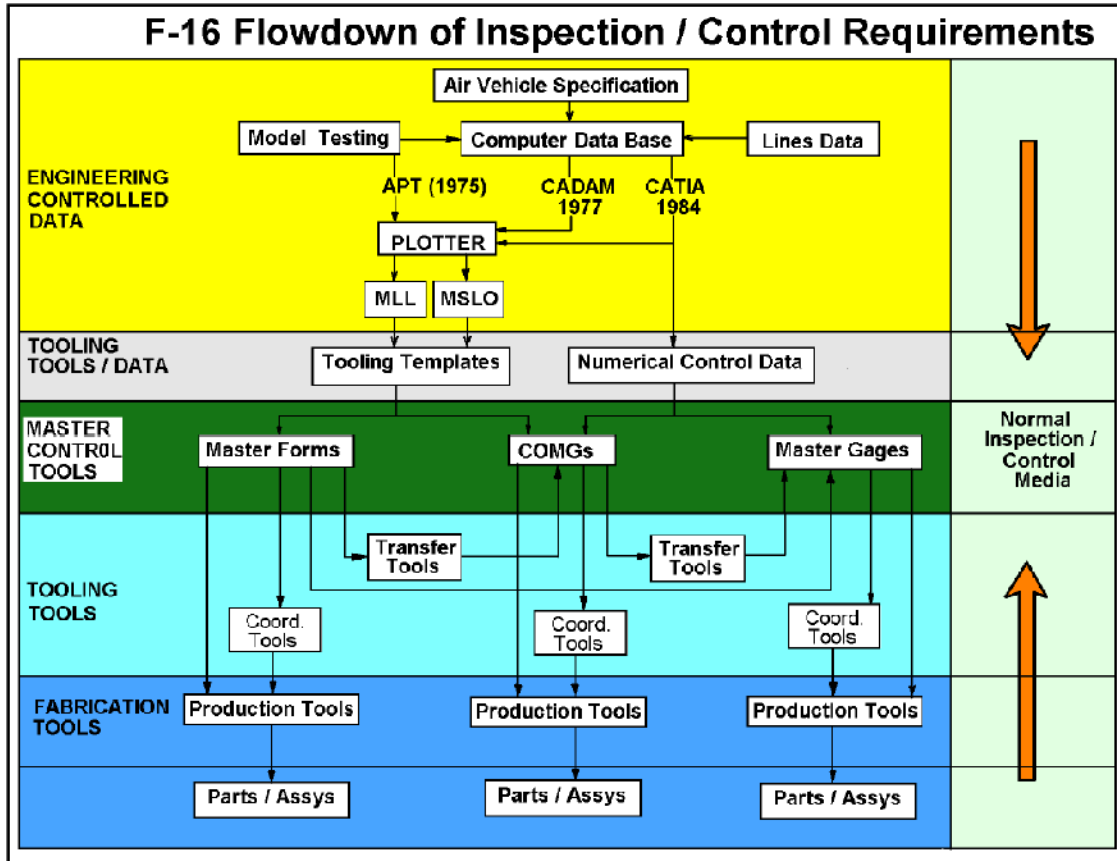 F-16 Flowdown of Inspection / Control Requirements
Air Vehicle Specification
Model Testing
Computer Data Base
Lines Data
ENGINEERING
CONTROLLED
DATA
APT (1975)
CADAM
1977
CATIA
1984
PLOTTER
MLL
MSLO
TOOLING
TOOLS / DATA
Tooling Templates
Numerical Control Data
MASTER
CONTROL
TOOLS
Master Forms
COMGs
Master Gages
Normal
Inspection /
Control
Media
Transfer
Tools
Transfer
Tools
TOOLING
TOOLS
Coord.
Tools
Coord.
Tools
Coord.
Tools
FABRICATION
TOOLS
Production Tools
Production Tools
Production Tools
Parts / Assys
Parts / Assys
Parts / Assys